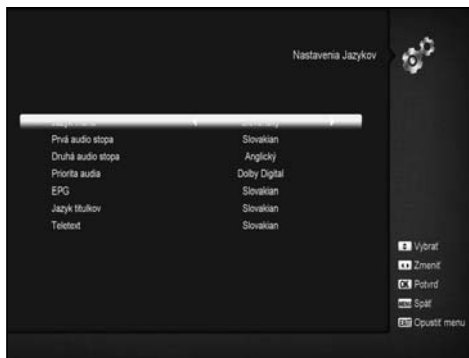 Nastavenia Jazykov
Prvá audio stopa Slovakian
Druhá audio stopa Anglický
Priorita audia Dolby Digital
EPG Slovakian
Jazyk titulkov Slovakian
Teletext Slovakian
Vybrať
Zmeniť
OK Potvrď
MENU Späť
EXIT Opustiť menu